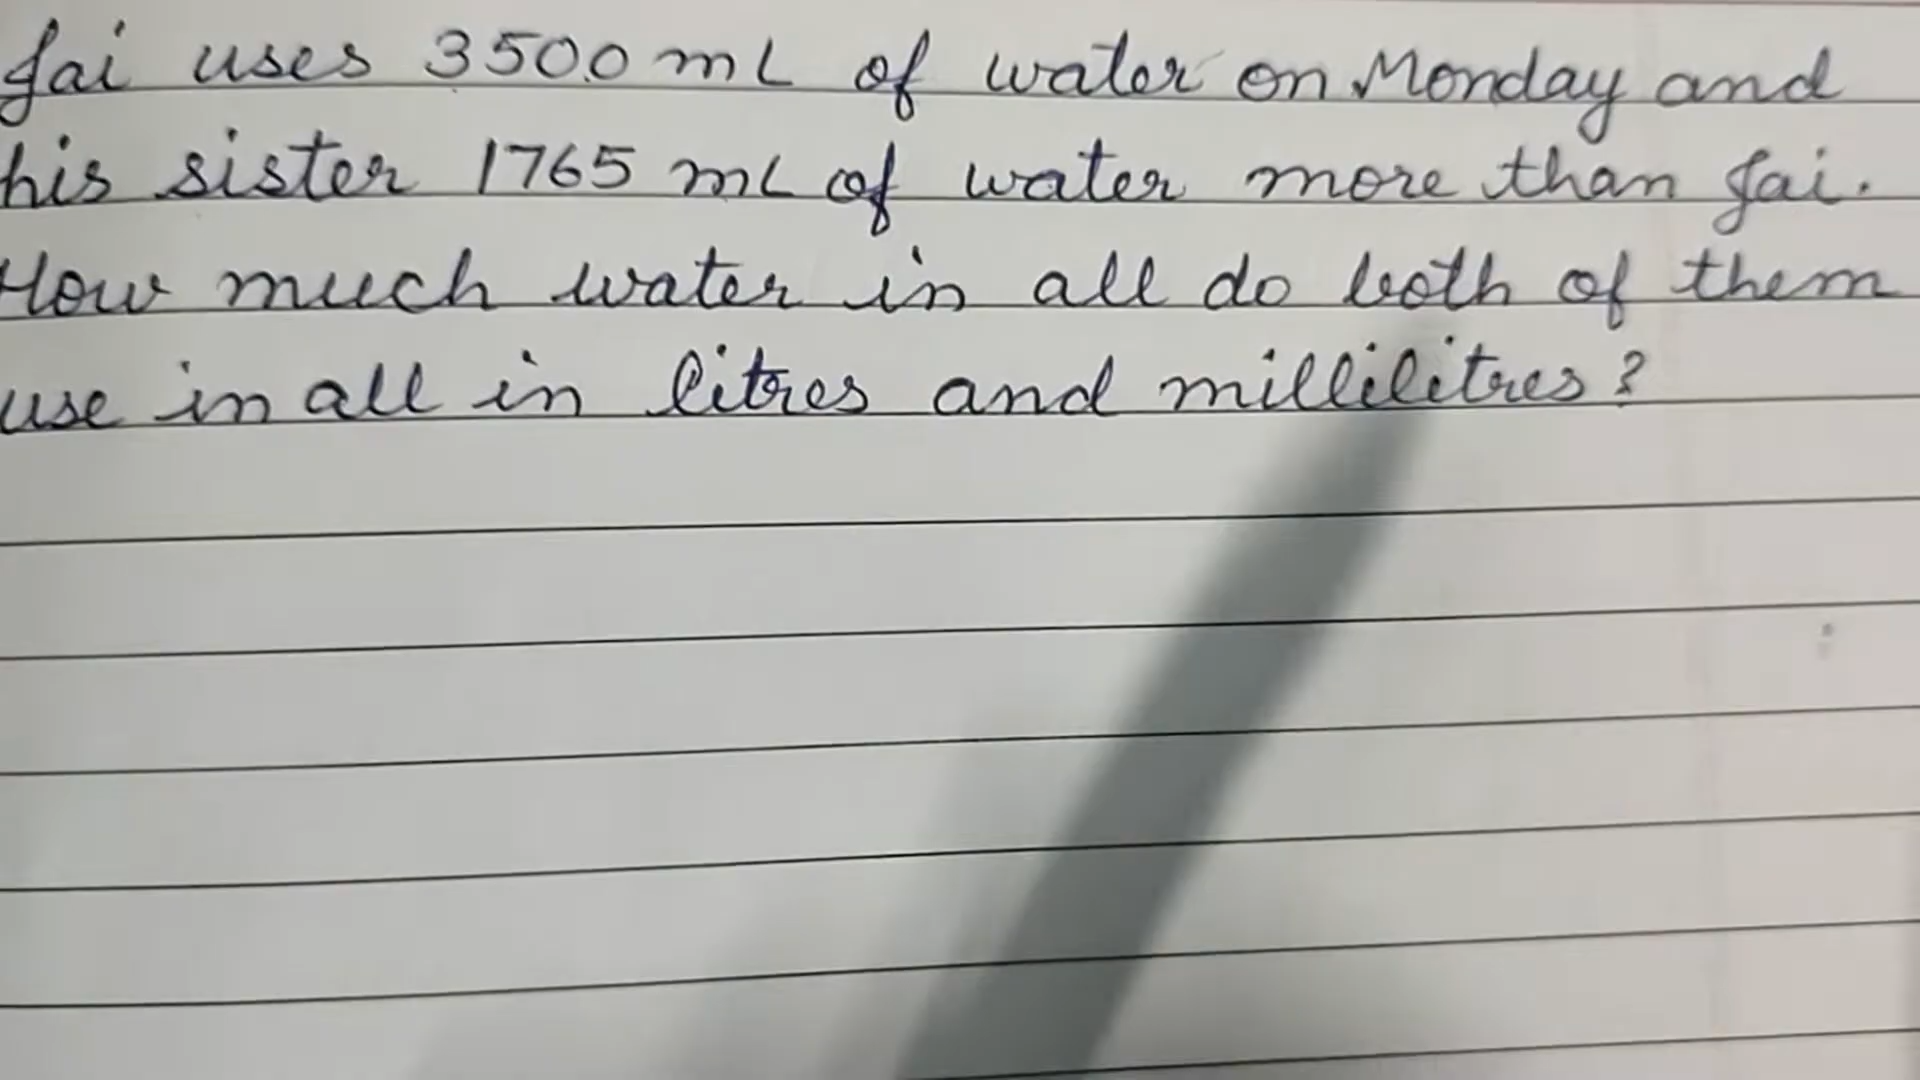 Jai uses 3500 mL of water on Monday and
his sister 1765 mL of water more than Jai.
How much water in all do both of them
use in all in litres and millilitres?